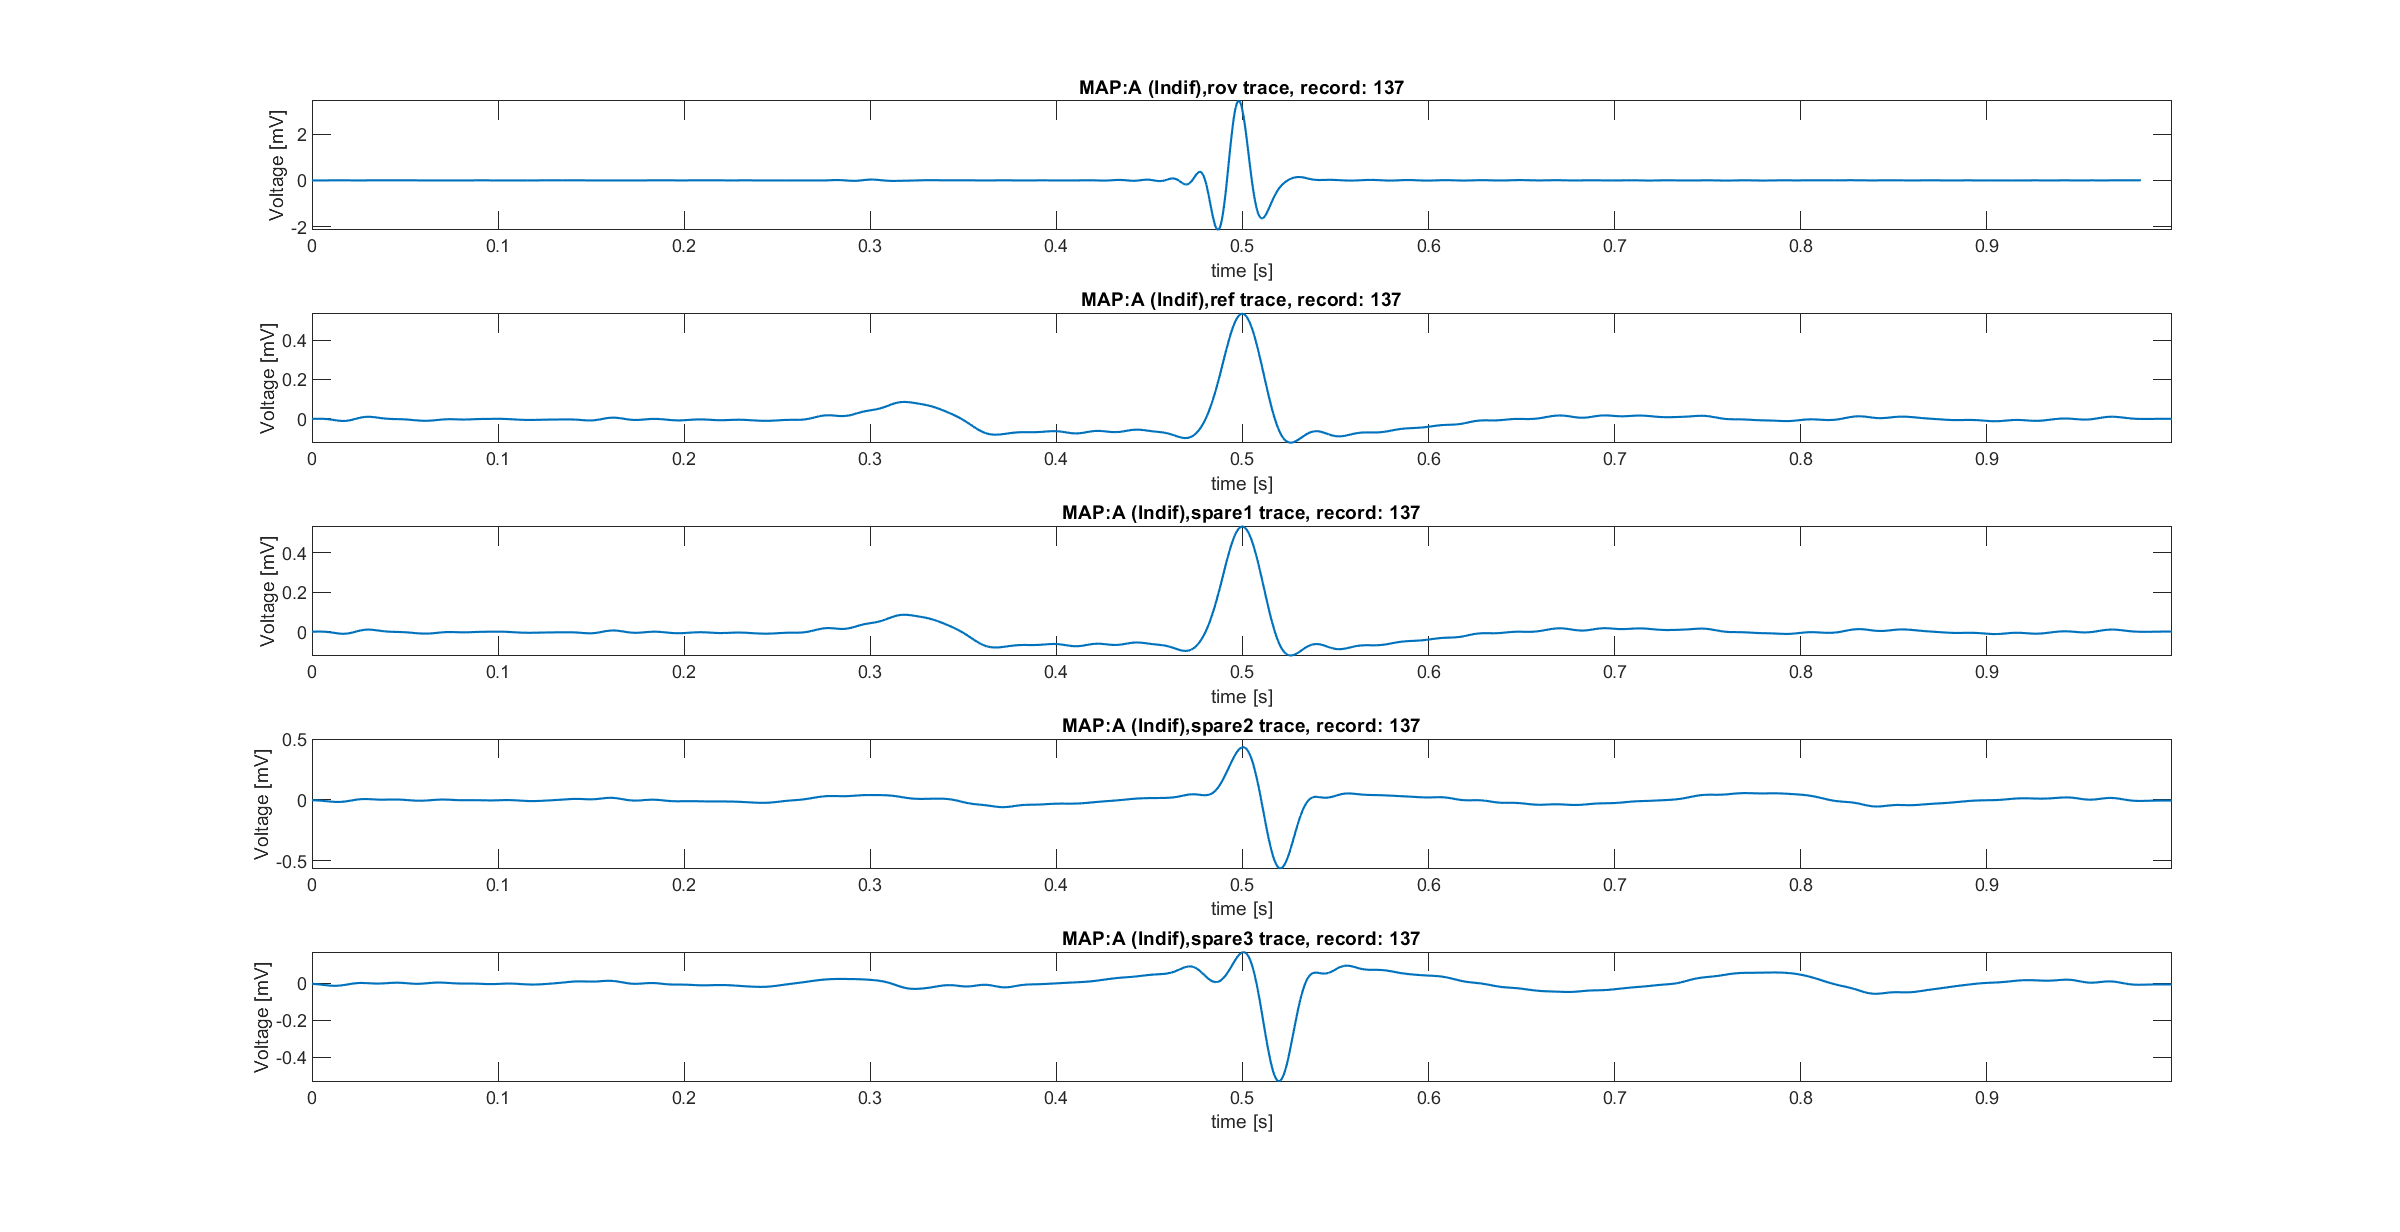 MAP:A (Indif),rov trace, record: 137
Voltage [mV]
2
0
-2
0 0.1 0.2 0.3 0.4 0.5 0.6 0.7 0.8 0.9
time [s]
MAP:A (Indif),ref trace, record: 137
Voltage [mV]
0.4
0.2
0
0 0.1 0.2 0.3 0.4 0.5 0.6 0.7 0.8 0.9
time [s]
MAP:A (Indif),spare1 trace, record: 137
Voltage [mV]
0.4
0.2
0
0 0.1 0.2 0.3 0.4 0.5 0.6 0.7 0.8 0.9
time [s]
MAP:A (Indif),spare2 trace, record: 137
Voltage [mV]
0.5
0
-0.5
0 0.1 0.2 0.3 0.4 0.5 0.6 0.7 0.8 0.9
time [s]
MAP:A (Indif),spare3 trace, record: 137
Voltage [mV]
0
-0.2
-0.4
0 0.1 0.2 0.3 0.4 0.5 0.6 0.7 0.8 0.9
time [s]